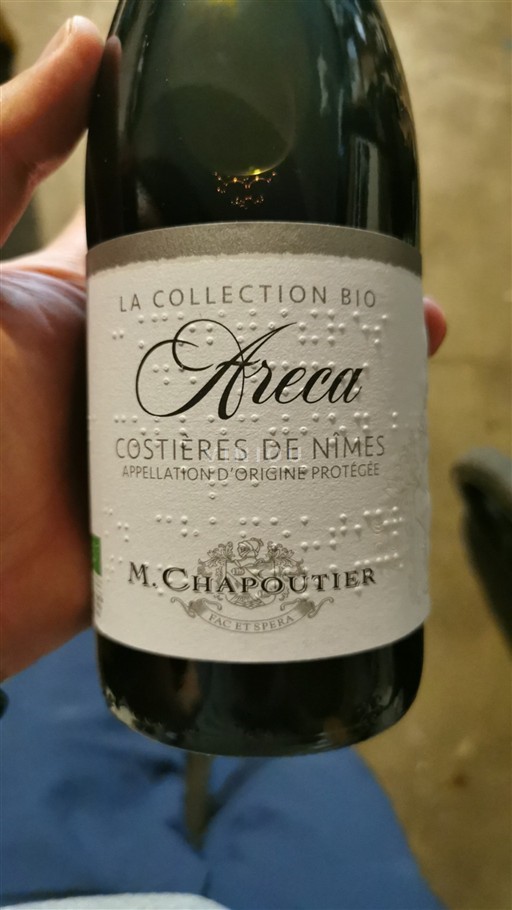 LA COLLECTION BIO
Areca
COSTIÈRES DE NÎMES
APPELLATION D'ORIGINE PROTÉGÉE
M. CHAPOUTIER
FAC ET SPERA